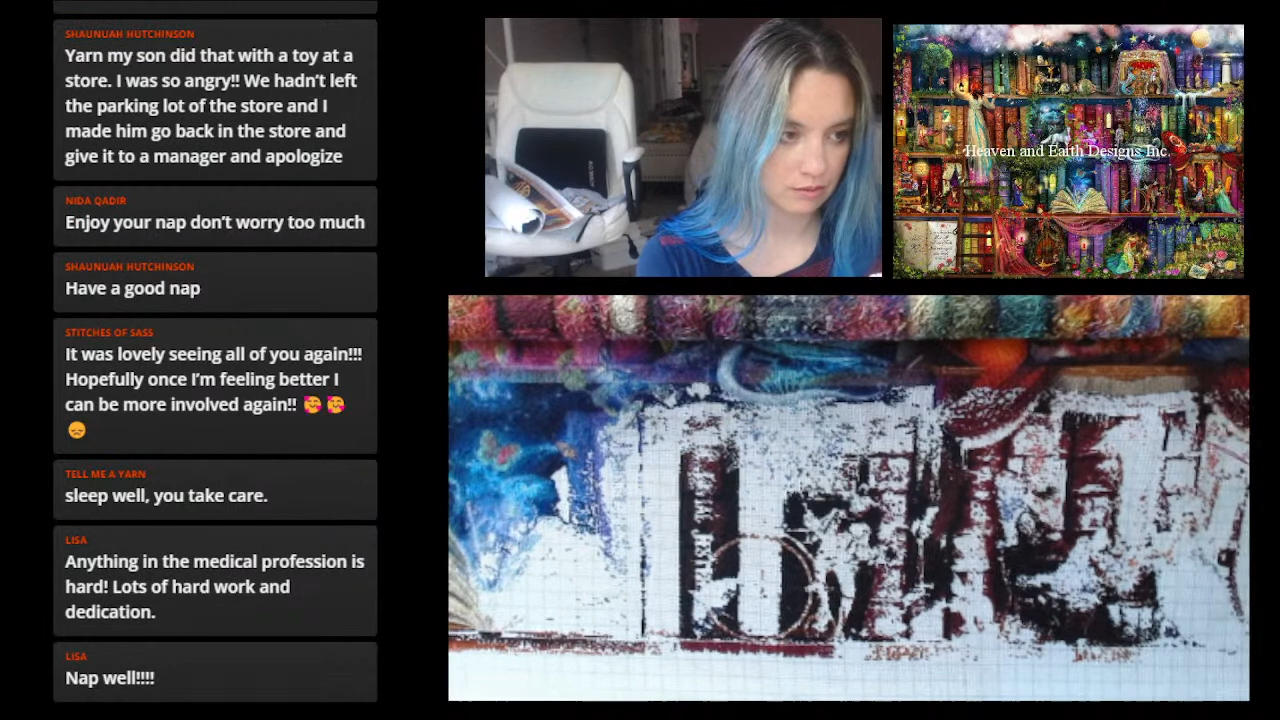 SHAUNUAH HUTCHINSON
Yarn my son did that with a toy at a
store. I was so angry!! We hadn't left
the parking lot of the store and I
made him go back in the store and
give it to a manager and apologize
NIDA QADIR
Enjoy your nap don't worry too much
SHAUNUAH HUTCHINSON
Have a good nap
STITCHES OF SASS
It was lovely seeing all of you again!!!
Hopefully once I'm feeling better I
can be more involved again!! 🥰 🥰
😞
TELL ME A YARN
sleep well, you take care.
LISA
Anything in the medical profession is
hard! Lots of hard work and
dedication.
LISA
Nap well!!!!
Heaven and Earth Designs Inc.